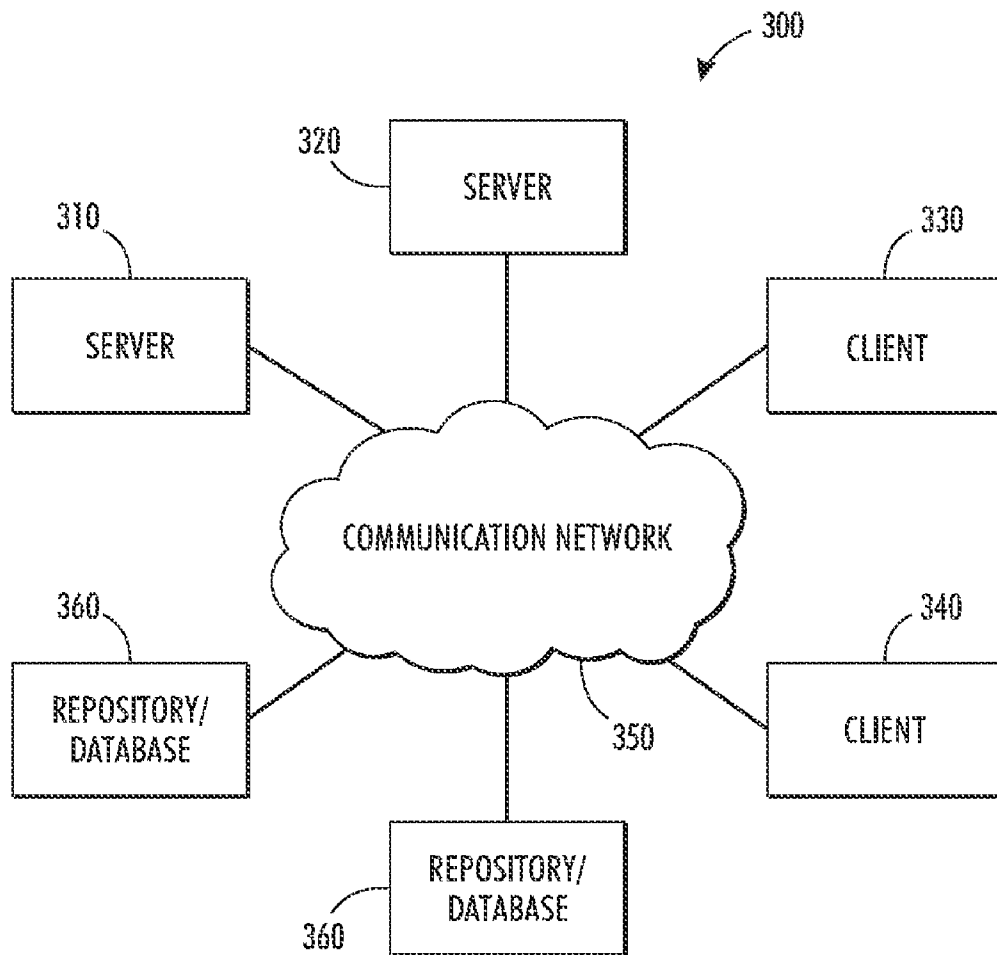 300
320
SERVER
310
SERVER
330
CLIENT
COMMUNICATION NETWORK
360
REPOSITORY/
DATABASE
350
340
CLIENT
REPOSITORY/
DATABASE
360